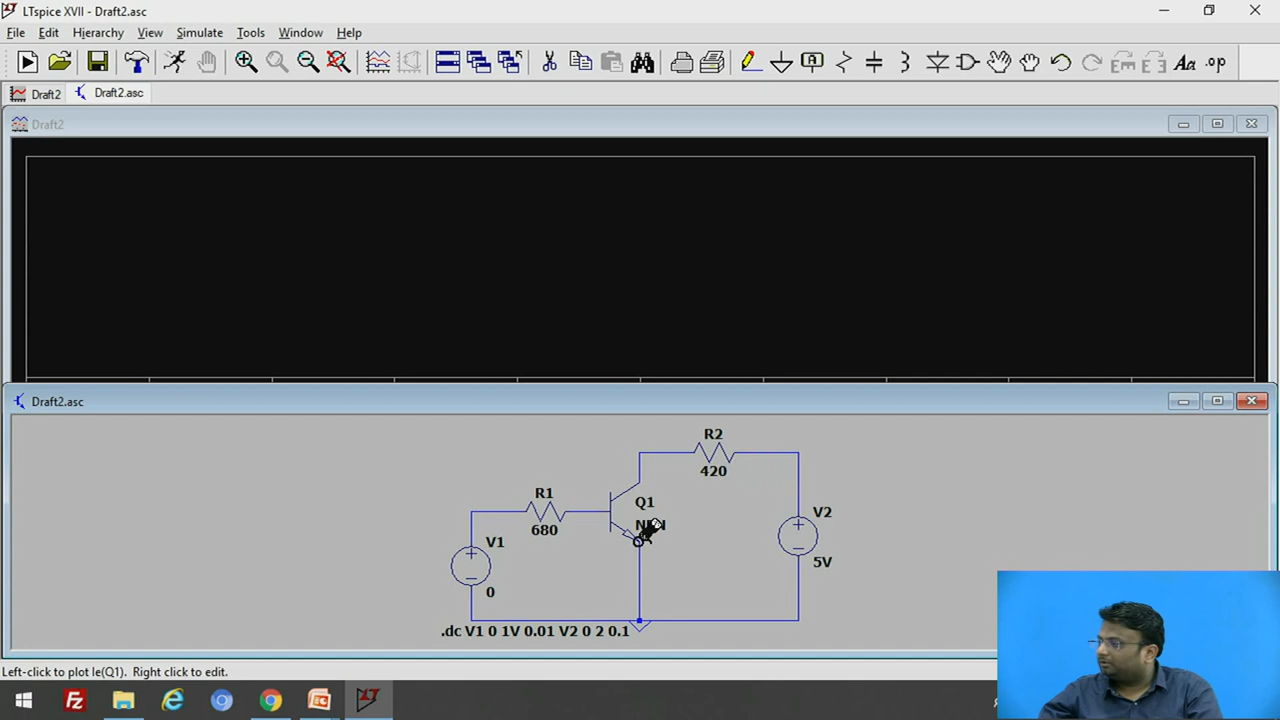 LTspice XVII - Draft2.asc
File Edit Hierarchy View Simulate Tools Window Help
Aa .op
Draft2 Draft2.asc
Draft2
Draft2.asc
R2
420
R1
680
Q1
V1
0
V2
5V
.dc V1 0 1V 0.01 V2 0 2 0.1
Left-click to plot Ie(Q1). Right click to edit.